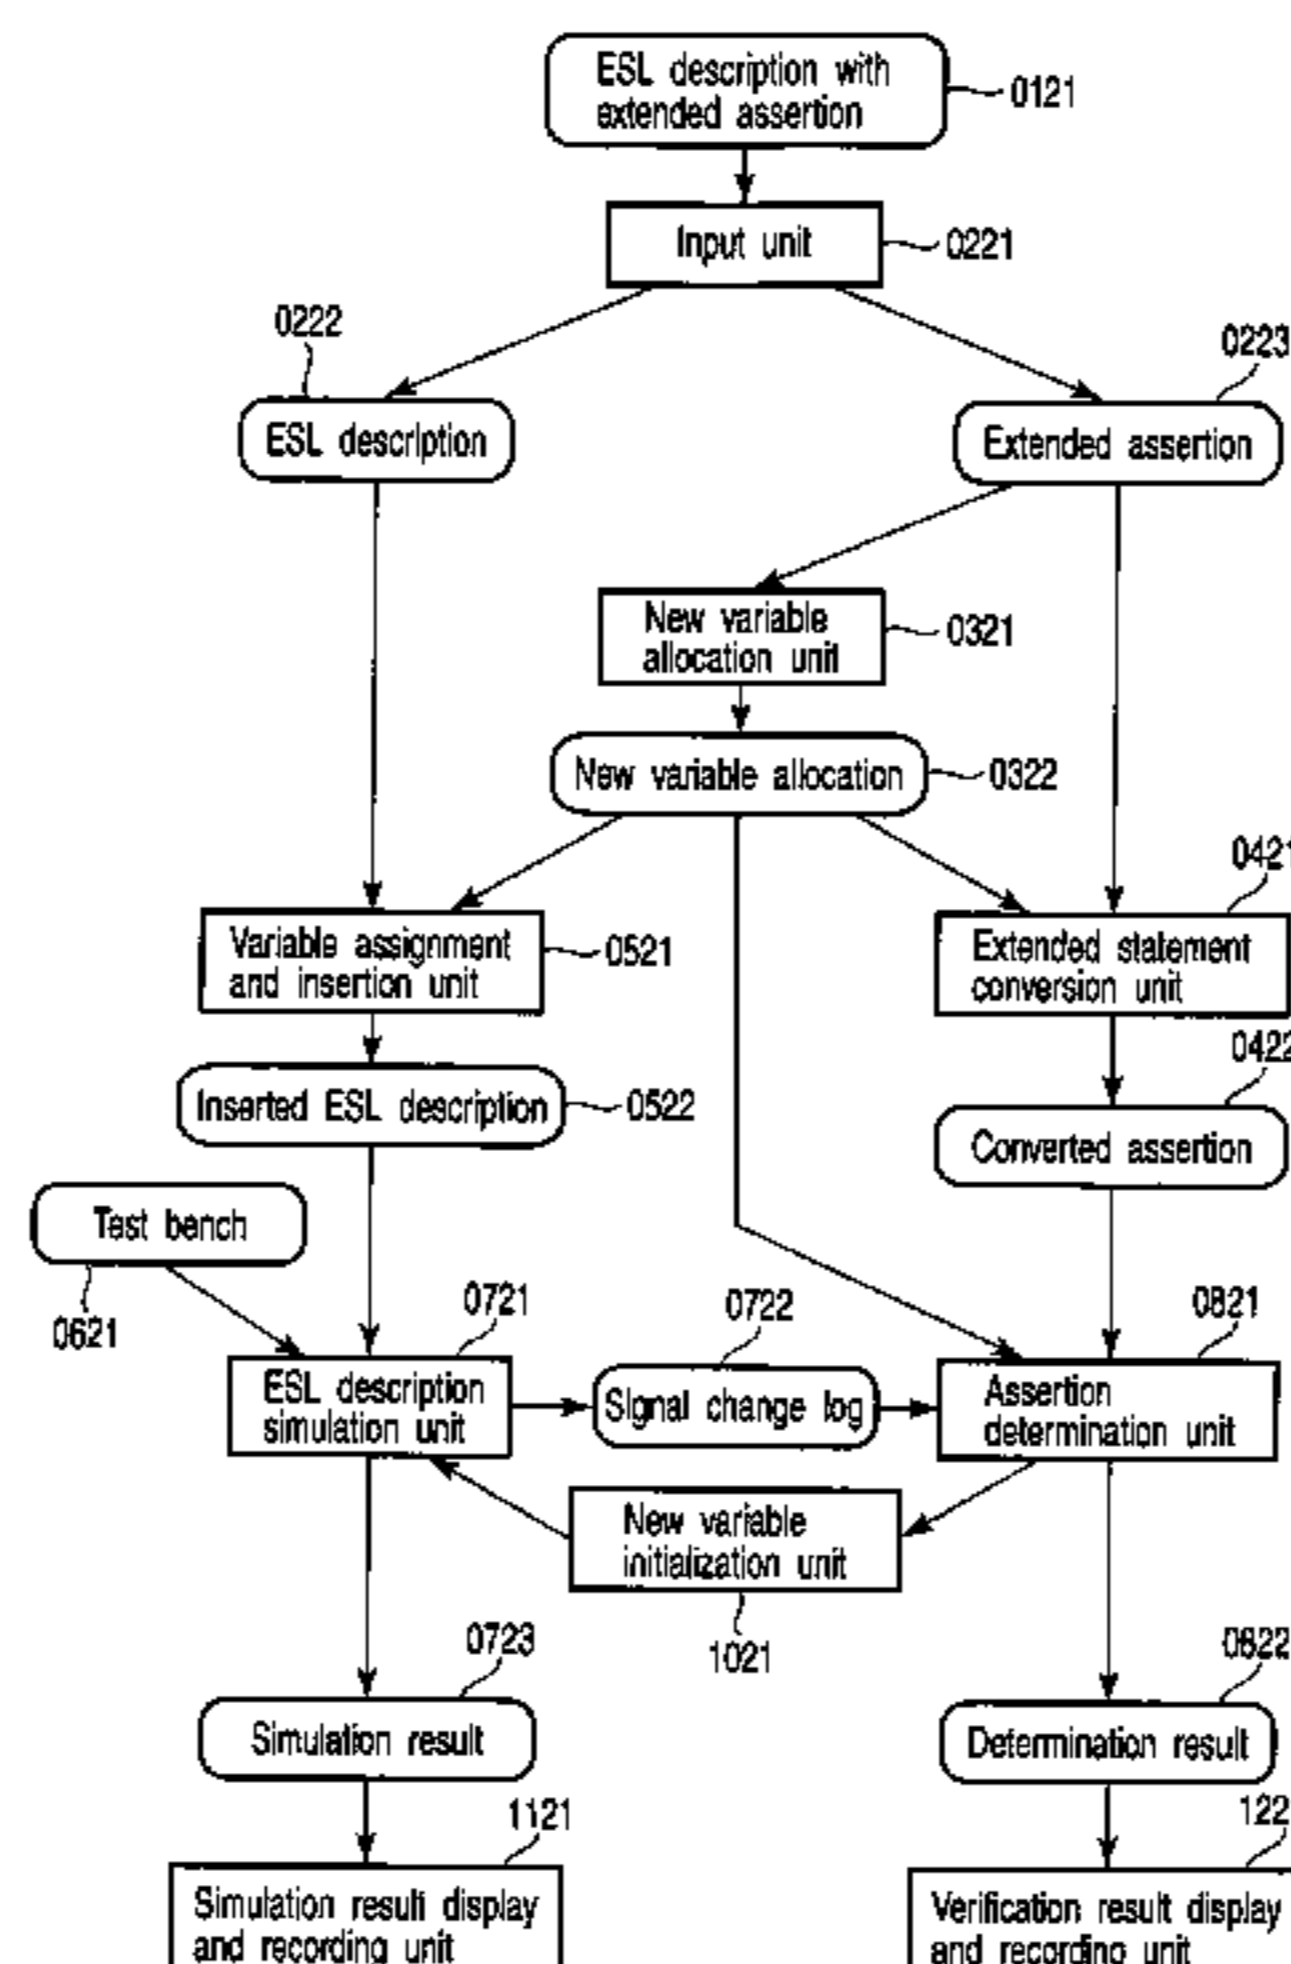 ESL description with
extended assertion
0121
Input unit
0221
0222
0223
ESL description
Extended assertion
New variable
allocation unit
0321
New variable allocation
0322
0421
Variable assignment
and insertion unit
0521
Extended statement
conversion unit
0422
Inserted ESL description
0522
Converted assertion
Test bench
0621
0721
0722
0821
ESL description
simulation unit
Signal change log
Assertion
determination unit
New variable
initialization unit
1021
0723
0822
Simulation result
Determination result
1121
122
Simulation result display
and recording unit
Verification result display
and recording unit